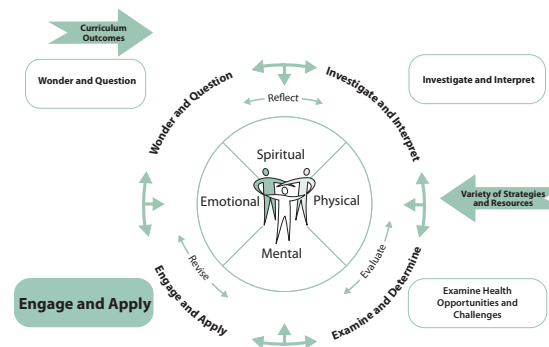 Curriculum
Outcomes
Wonder and Question
Investigate and Interpret
Wonder and Question
Investigate and Interpret
Reflect
Spiritual
Emotional
Physical
Mental
Variety of Strategies
and Resources
Revise
Evaluate
Engage and Apply
Engage and Apply
Examine and Determine
Examine Health
Opportunities and
Challenges